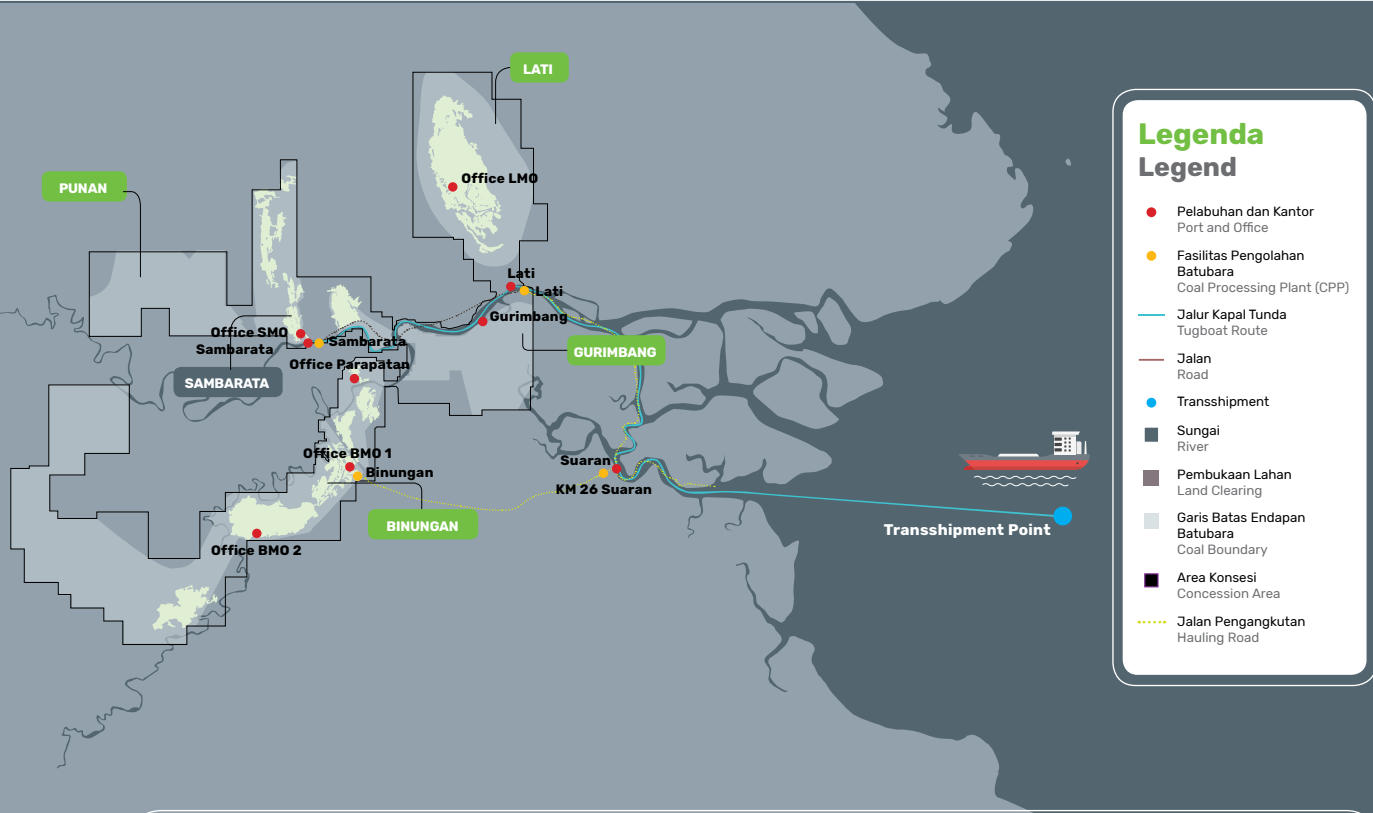 LATI
PUNAN
Office LMO
Lati
Lati
Gurimbang
Office SMO
Sambarata
Sambarata
GURIMBANG
Office Parapatan
SAMBARATA
Office BMO 1
Binungan
Suaran
KM 26 Suaran
BINUNGAN
Transshipment Point
Office BMO 2
Legenda
Legend
Pelabuhan dan Kantor
Port and Office
Fasilitas Pengolahan
Batubara
Coal Processing Plant (CPP)
Jalur Kapal Tunda
Tugboat Route
Jalan
Road
Transshipment
Sungai
River
Pembukaan Lahan
Land Clearing
Garis Batas Endapan
Batubara
Coal Boundary
Area Konsesi
Concession Area
Jalan Pengangkutan
Hauling Road